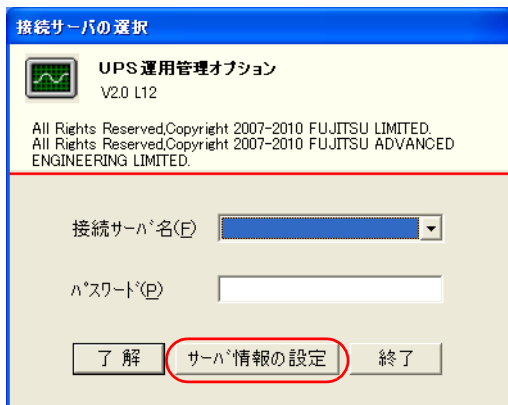 接続サーバの選択
UPS運用管理オプション
V2.0 L12
All Rights Reserved,Copyright 2007-2010 FUJITSU LIMITED.
All Rights Reserved,Copyright 2007-2010 FUJITSU ADVANCED
ENGINEERING LIMITED.
接続ｻｰﾊﾞ名(F)
ﾊﾟｽﾜｰﾄﾞ(P)
了解 ｻｰﾊﾞ情報の設定 終了